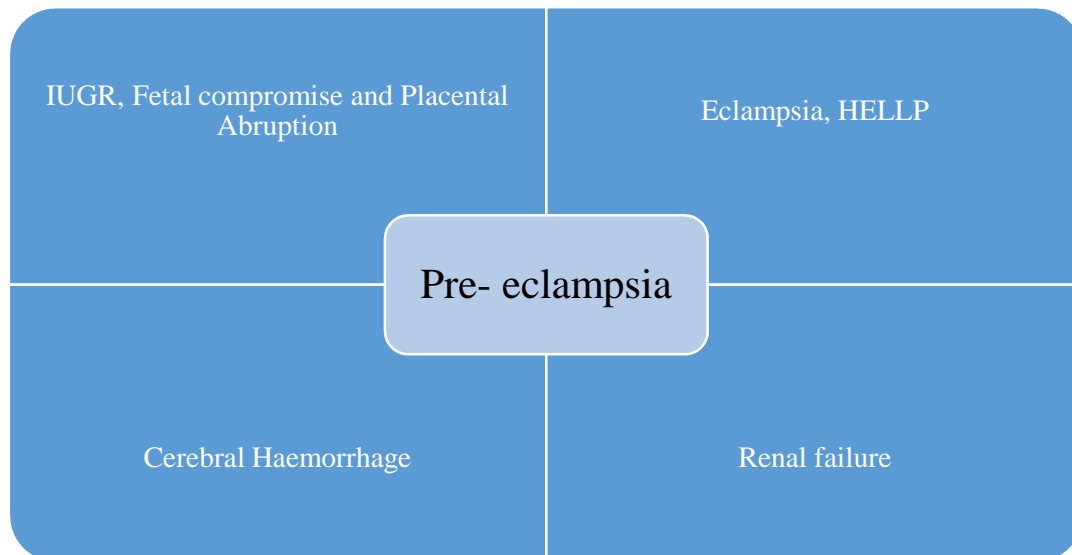 IUGR, Fetal compromise and Placental
Abruption
Eclampsia, HELLP
Pre- eclampsia
Cerebral Haemorrhage
Renal failure